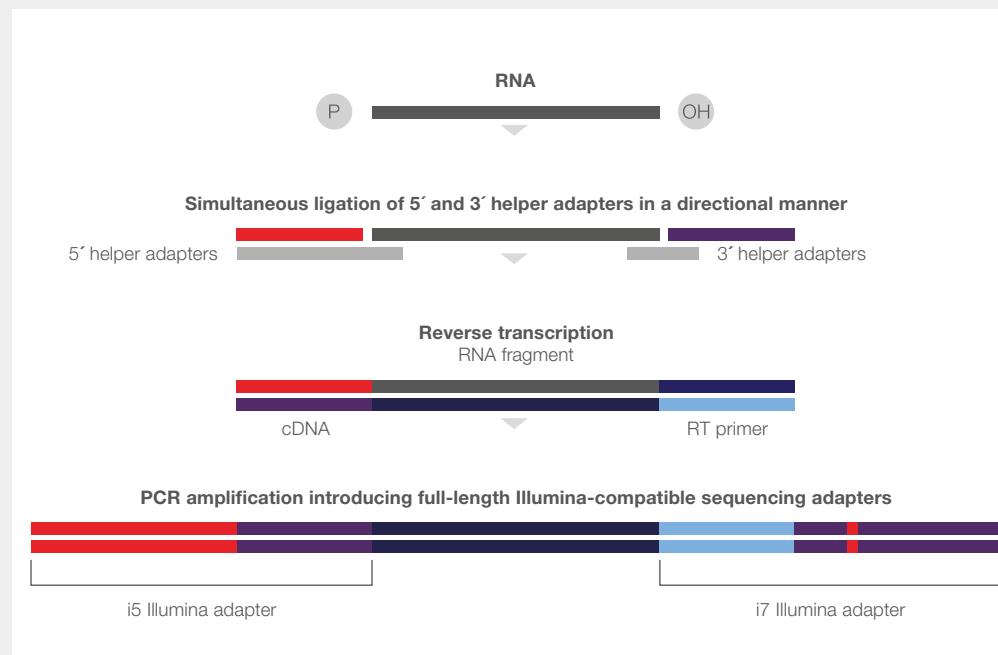 RNA
P
OH
Simultaneous ligation of 5´ and 3´ helper adapters in a directional manner
5´ helper adapters
3´ helper adapters
Reverse transcription
RNA fragment
cDNA
RT primer
PCR amplification introducing full-length Illumina-compatible sequencing adapters
i5 Illumina adapter
i7 Illumina adapter